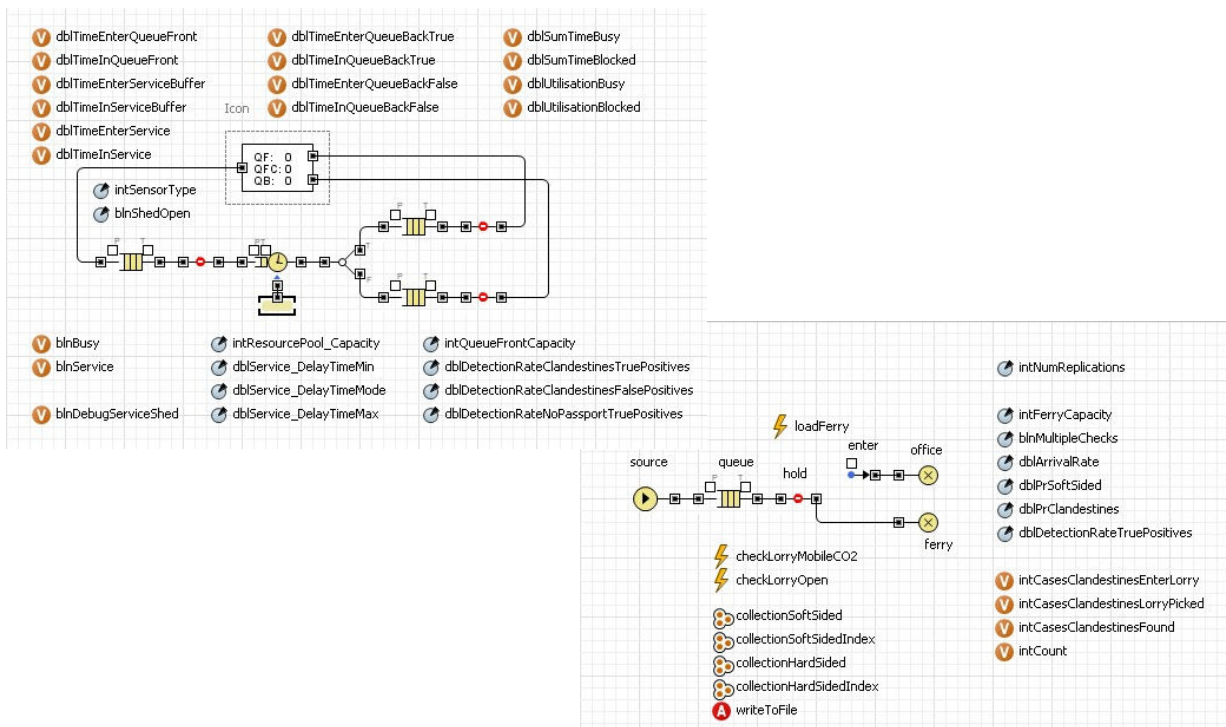 dblTimeEnterQueueFront
dblTimeInQueueFront
dblTimeEnterServiceBuffer
dblTimeInServiceBuffer
dblTimeEnterService
dblTimeInService
dblTimeEnterQueueBackTrue
dblTimeInQueueBackTrue
dblTimeEnterQueueBackFalse
dblTimeInQueueBackFalse
dblSumTimeBusy
dblSumTimeBlocked
dblUtilisationBusy
dblUtilisationBlocked
Icon
QF: 0
QFC: 0
QB: 0
intSensorType
blnShedOpen
P T
PT
P T
T
F
P T
blnBusy
blnService
blnDebugServiceShed
intResourcePool_Capacity
dblService_DelayTimeMin
dblService_DelayTimeMode
dblService_DelayTimeMax
intQueueFrontCapacity
dblDetectionRateClandestinesTruePositives
dblDetectionRateClandestinesFalsePositives
dblDetectionRateNoPassportTruePositives
loadFerry
source
queue
hold
enter
office
P T
ferry
checkLorryMobileCO2
checkLorryOpen
collectionSoftSided
collectionSoftSidedIndex
collectionHardSided
collectionHardSidedIndex
writeToFile
intNumReplications
intFerryCapacity
blnMultipleChecks
dblArrivalRate
dblPrSoftSided
dblPrClandestines
dblDetectionRateTruePositives
intCasesClandestinesEnterLorry
intCasesClandestinesLorryPicked
intCasesClandestinesFound
intCount